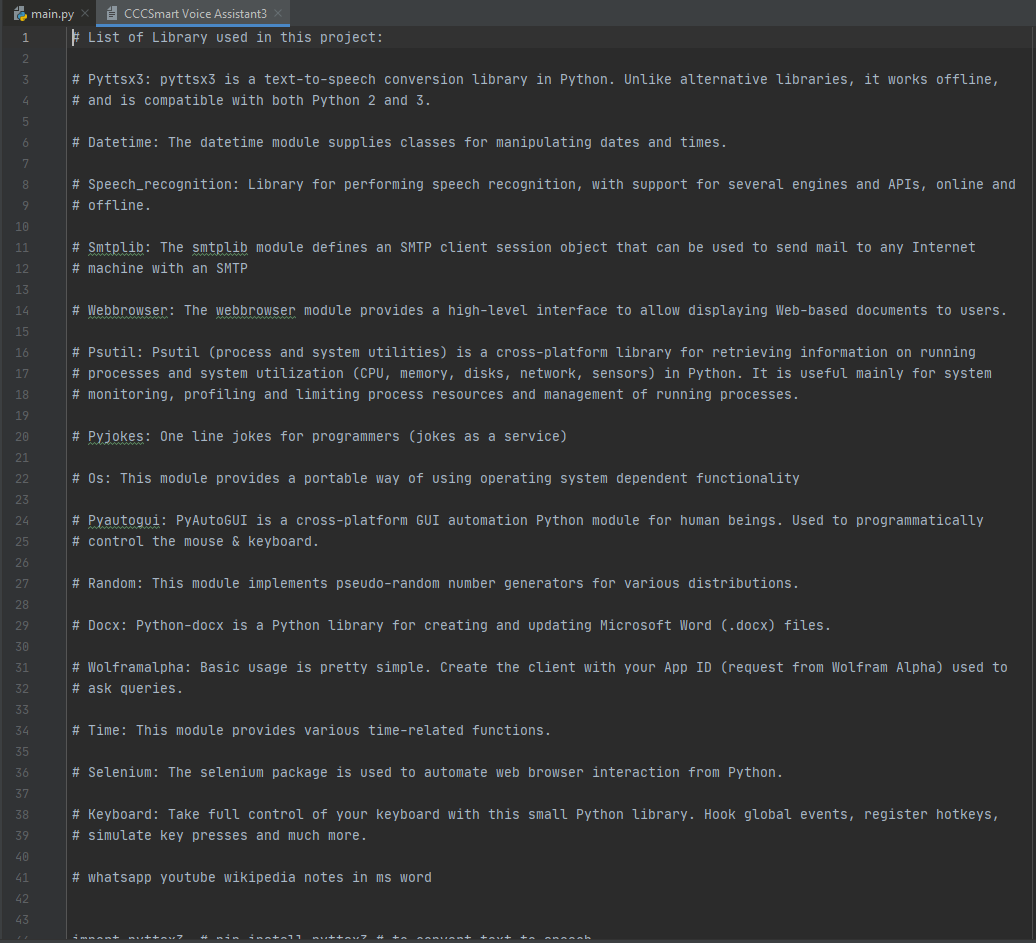 main.py
CCCSmart Voice Assistant3
1 # List of Library used in this project:
2
3 # Pyttsx3: pyttsx3 is a text-to-speech conversion library in Python. Unlike alternative libraries, it works offline,
4 # and is compatible with both Python 2 and 3.
5
6 # Datetime: The datetime module supplies classes for manipulating dates and times.
7
8 # Speech_recognition: Library for performing speech recognition, with support for several engines and APIs, online and
9 # offline.
10
11 # Smtplib: The smtplib module defines an SMTP client session object that can be used to send mail to any Internet
12 # machine with an SMTP
13
14 # Webbrowser: The webbrowser module provides a high-level interface to allow displaying Web-based documents to users.
15
16 # Psutil: Psutil (process and system utilities) is a cross-platform library for retrieving information on running
17 # processes and system utilization (CPU, memory, disks, network, sensors) in Python. It is useful mainly for system
18 # monitoring, profiling and limiting process resources and management of running processes.
19
20 # Pyjokes: One line jokes for programmers (jokes as a service)
21
22 # Os: This module provides a portable way of using operating system dependent functionality
23
24 # Pyautogui: PyAutoGUI is a cross-platform GUI automation Python module for human beings. Used to programmatically
25 # control the mouse & keyboard.
26
27 # Random: This module implements pseudo-random number generators for various distributions.
28
29 # Docx: Python-docx is a Python library for creating and updating Microsoft Word (.docx) files.
30
31 # Wolframalpha: Basic usage is pretty simple. Create the client with your App ID (request from Wolfram Alpha) used to
32 # ask queries.
33
34 # Time: This module provides various time-related functions.
35
36 # Selenium: The selenium package is used to automate web browser interaction from Python.
37
38 # Keyboard: Take full control of your keyboard with this small Python library. Hook global events, register hotkeys,
39 # simulate key presses and much more.
40
41 # whatsapp youtube wikipedia notes in ms word
42
43
44 import pyttsx3 # pip install pyttsx3 # to convert text to speech